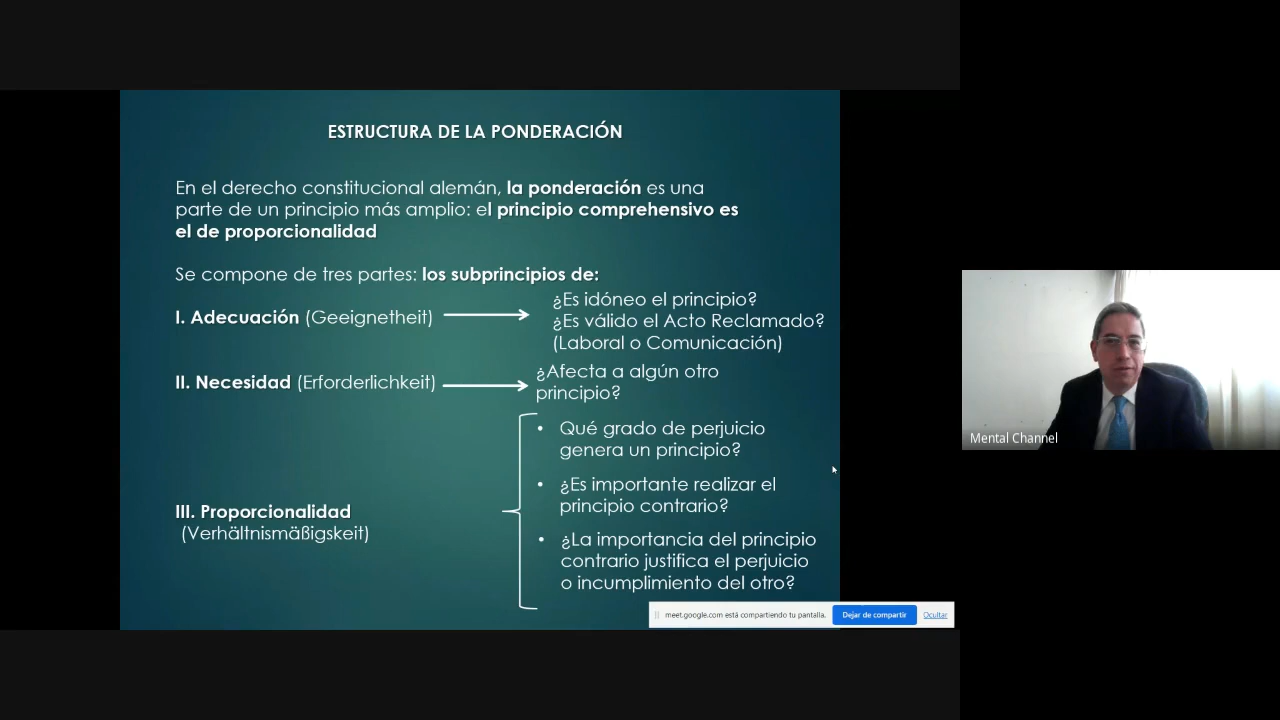 ESTRUCTURA DE LA PONDERACIÓN
En el derecho constitucional alemán, la ponderación es una
parte de un principio más amplio: el principio comprehensivo es
el de proporcionalidad
Se compone de tres partes: los subprincipios de:
I. Adecuación (Geeignetheit)
¿Es idóneo el principio?
¿Es válido el Acto Reclamado?
(Laboral o Comunicación)
II. Necesidad (Erforderlichkeit)
¿Afecta a algún otro
principio?
III. Proporcionalidad
(Verhältnismäßigskeit)
• Qué grado de perjuicio
genera un principio?
• ¿Es importante realizar el
principio contrario?
• ¿La importancia del principio
contrario justifica el perjuicio
o incumplimiento del otro?
meet.google.com está compartiendo tu pantalla. Dejar de compartir Ocultar
Mental Channel